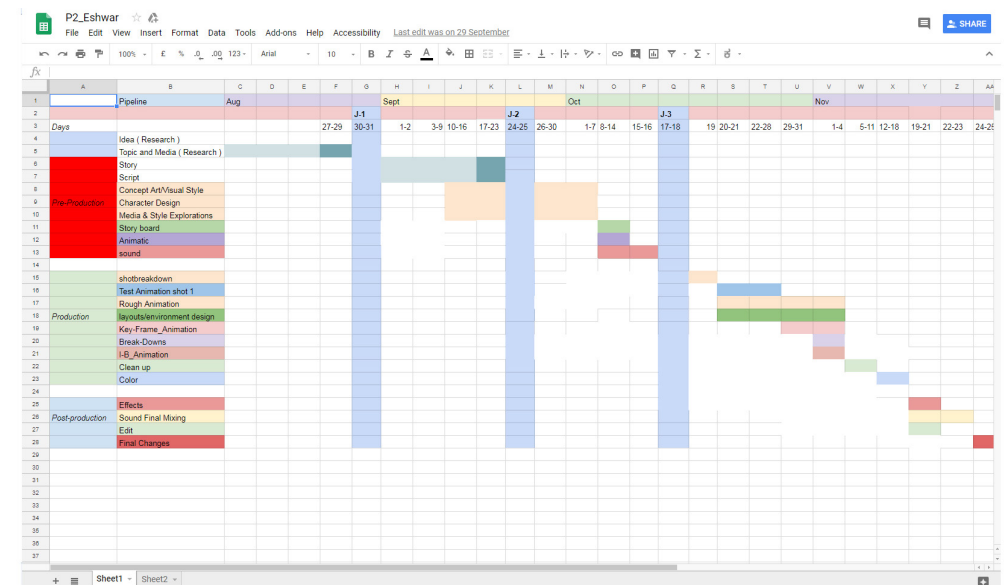 P2_Eshwar
File Edit View Insert Format Data Tools Add-ons Help Accessibility Last edit was on 29 September
SHARE
100% £ % .0 .00 123 Arial 10 B I S A
fx
A B C D E F G H I J K L M N O P Q R S T U V W X Y Z AA
1 Pipeline Aug Sept Oct Nov
2 J-1 J-2 J-3
3 Days 27-29 30-31 1-2 3-9 10-16 17-23 24-25 26-30 1-7 8-14 15-16 17-18 19 20-21 22-28 29-31 1-4 5-11 12-18 19-21 22-23 24-25
4 Idea ( Research )
5 Topic and Media ( Research )
6 Story
7 Script
8 Concept Art/Visual Style
9 Pre-Production Character Design
10 Media & Style Explorations
11 Story board
12 Animatic
13 sound
14
15 shotbreakdown
16 Test Animation shot 1
17 Rough Animation
18 Production layouts/environment design
19 Key-Frame_Animation
20 Break-Downs
21 I-B_Animation
22 Clean up
23 Color
24
25 Effects
26 Post-production Sound Final Mixing
27 Edit
28 Final Changes
29
30
31
32
33
34
35
36
37
Sheet1 Sheet2